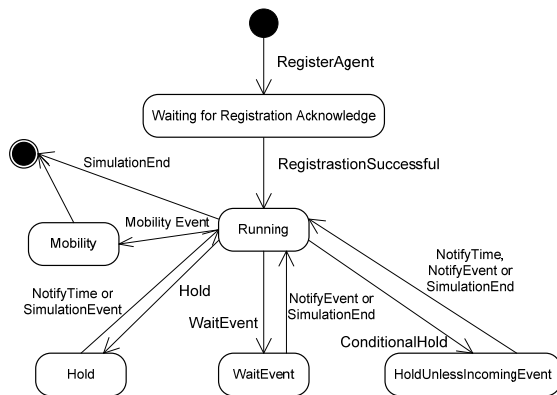 RegisterAgent
Waiting for Registration Acknowledge
SimulationEnd
RegistrastionSuccessful
Mobility Event
Running
Mobility
NotifyTime or
SimulationEvent
Hold
WaitEvent
NotifyEvent or
SimulationEnd
NotifyTime,
NotifyEvent or
SimulationEnd
ConditionalHold
Hold
WaitEvent
HoldUnlessIncomingEvent